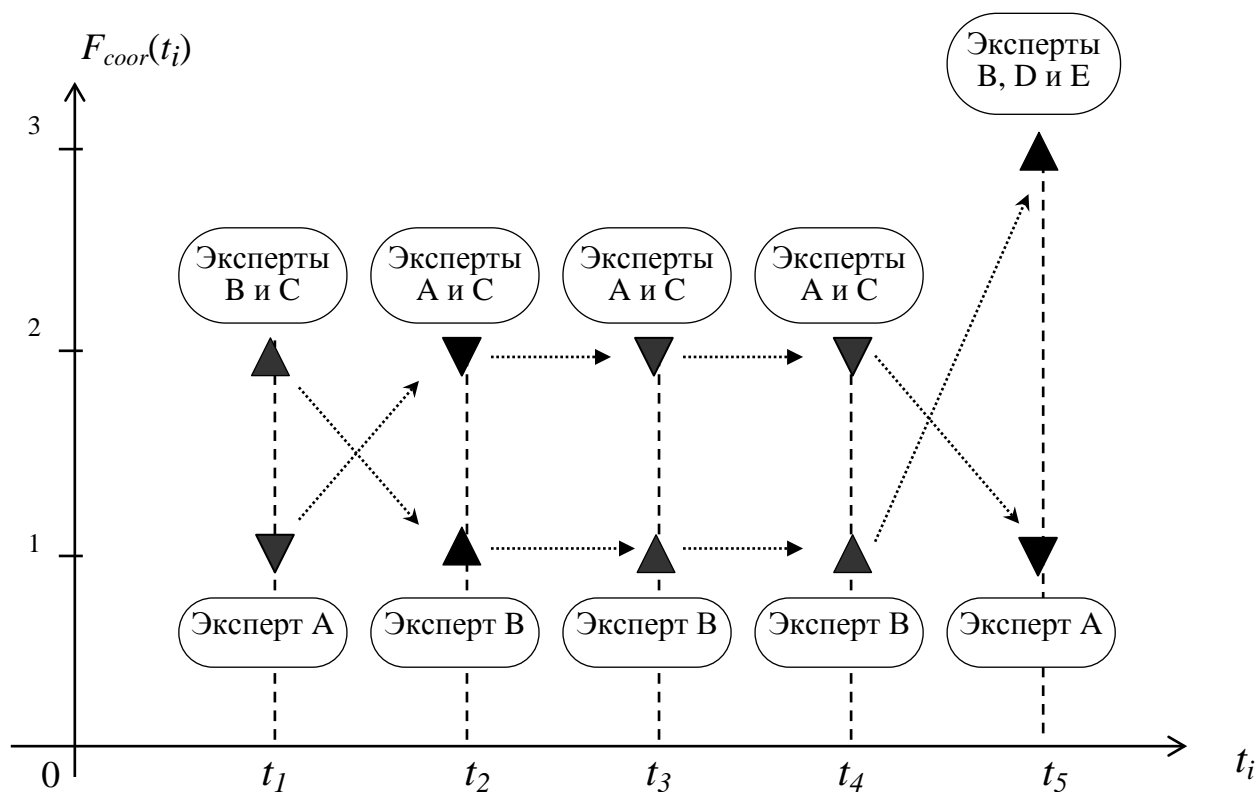 F_coor(t_i)
Эксперты
B, D и E
3
Эксперты
B и C
Эксперты
A и C
Эксперты
A и C
Эксперты
A и C
2
1
Эксперт A
Эксперт B
Эксперт B
Эксперт B
Эксперт A
0
t_1
t_2
t_3
t_4
t_5
t_i